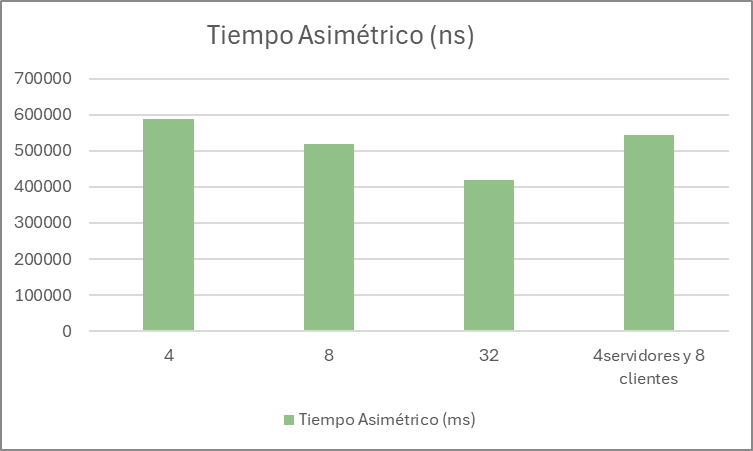 Tiempo Asimétrico (ns)
700000
600000
500000
400000
300000
200000
100000
0
4
8
32
4servidores y 8
clientes
Tiempo Asimétrico (ms)